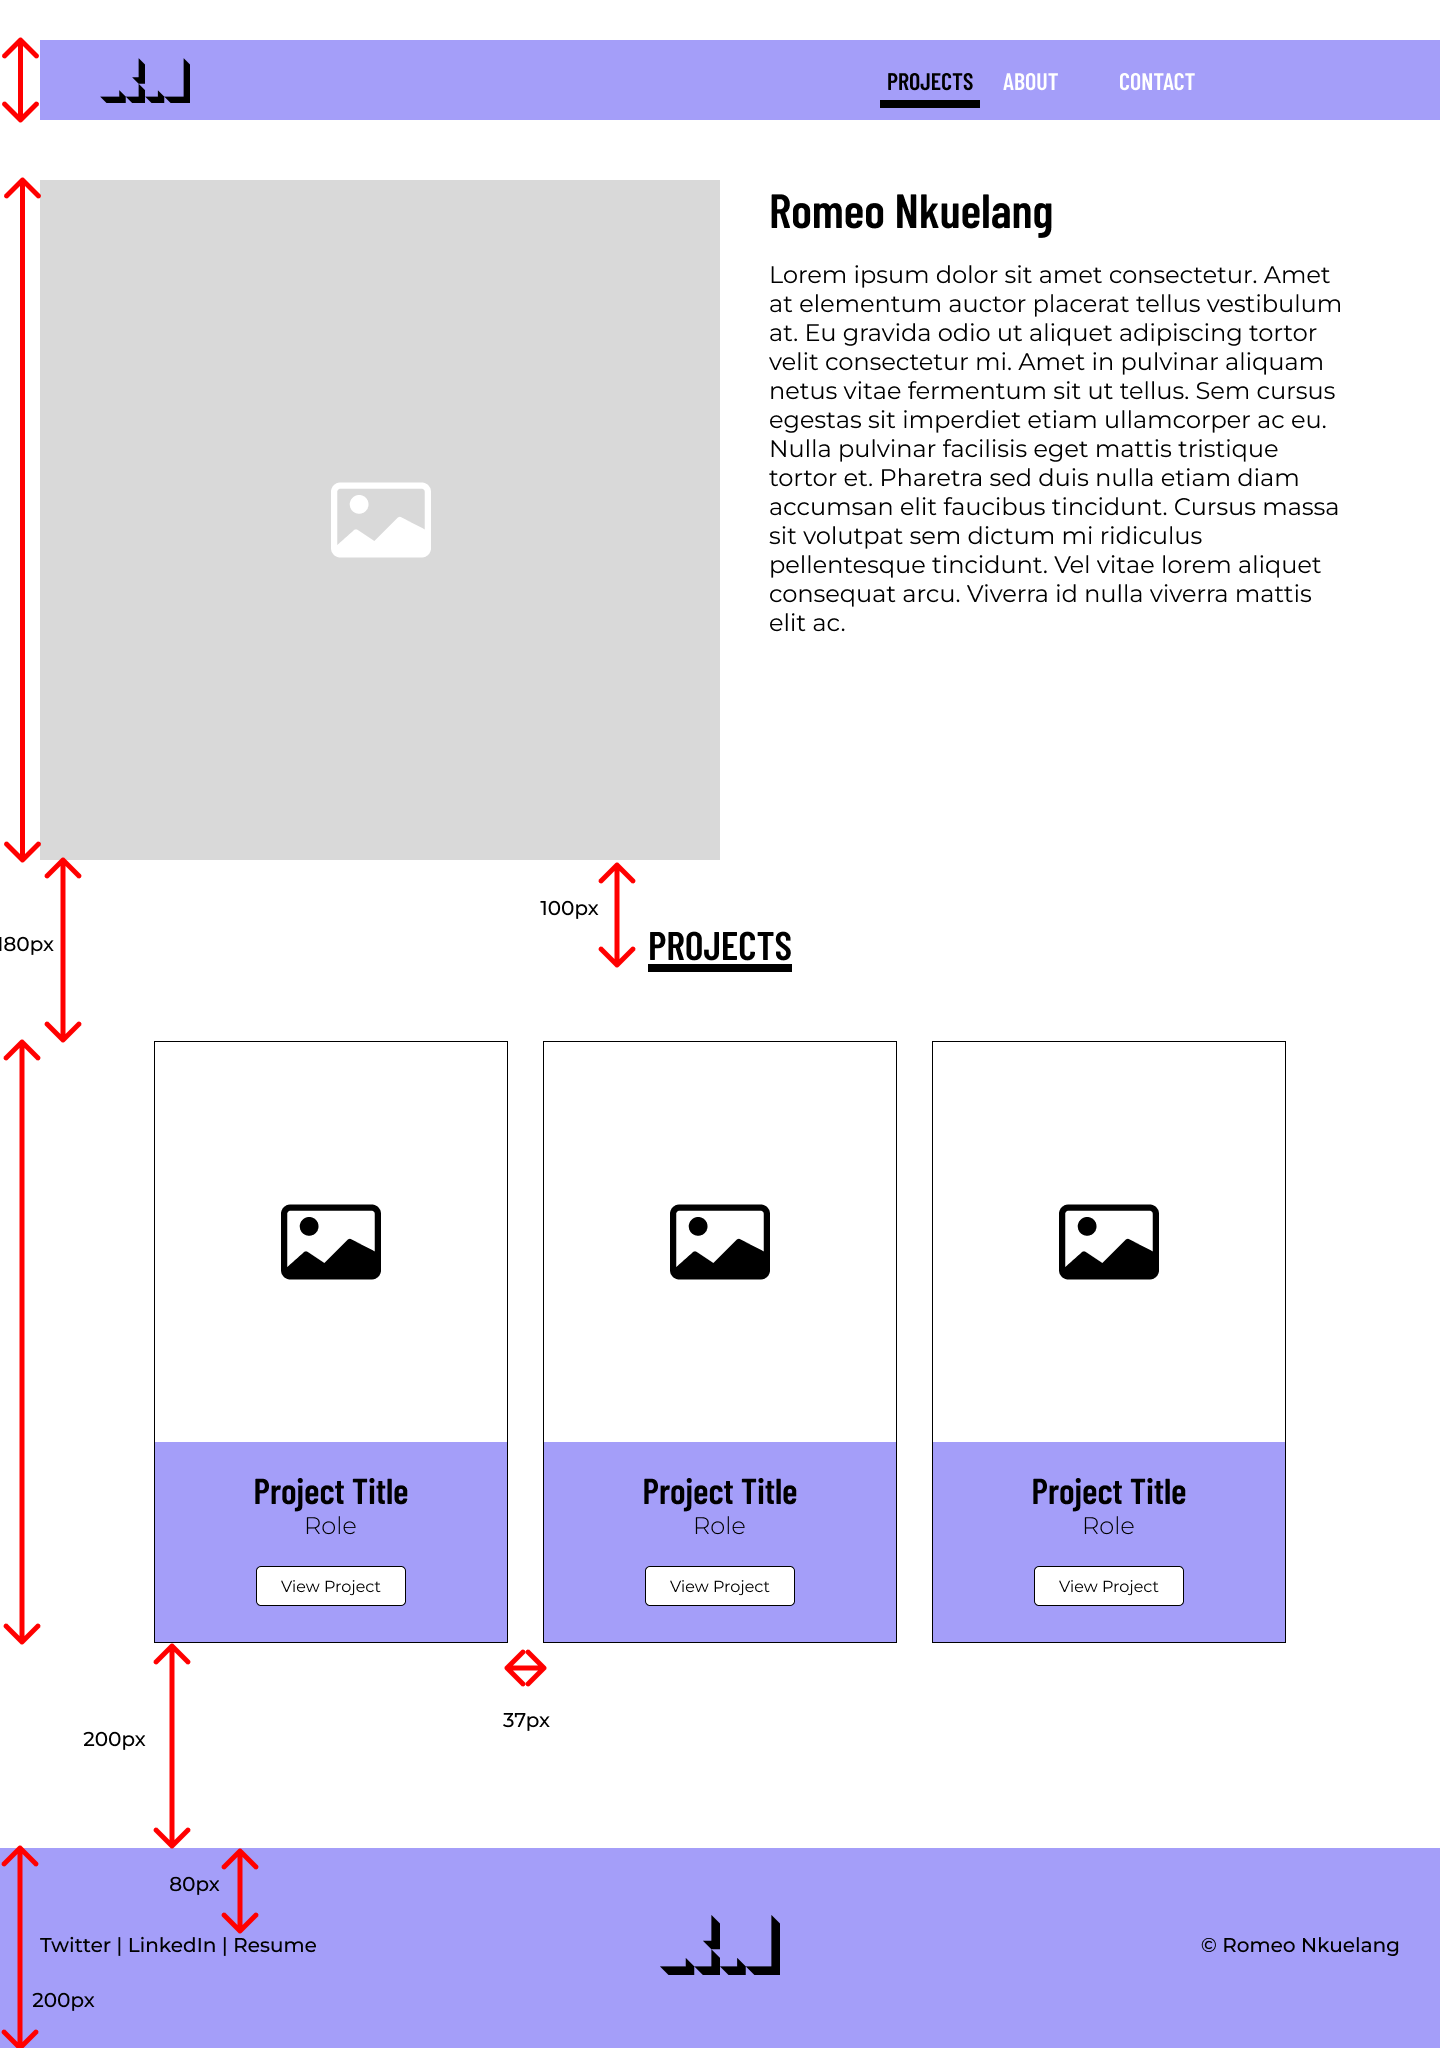 PROJECTS ABOUT CONTACT
Romeo Nkuelang
Lorem ipsum dolor sit amet consectetur. Amet
at elementum auctor placerat tellus vestibulum
at. Eu gravida odio ut aliquet adipiscing tortor
velit consectetur mi. Amet in pulvinar aliquam
netus vitae fermentum sit ut tellus. Sem cursus
egestas sit imperdiet etiam ullamcorper ac eu.
Nulla pulvinar facilisis eget mattis tristique
tortor et. Pharetra sed duis nulla etiam diam
accumsan elit faucibus tincidunt. Cursus massa
sit volutpat sem dictum mi ridiculus
pellentesque tincidunt. Vel vitae lorem aliquet
consequat arcu. Viverra id nulla viverra mattis
elit ac.
100px
180px
PROJECTS
Project Title
Role
View Project
Project Title
Role
View Project
Project Title
Role
View Project
37px
200px
80px
Twitter | LinkedIn | Resume
© Romeo Nkuelang
200px